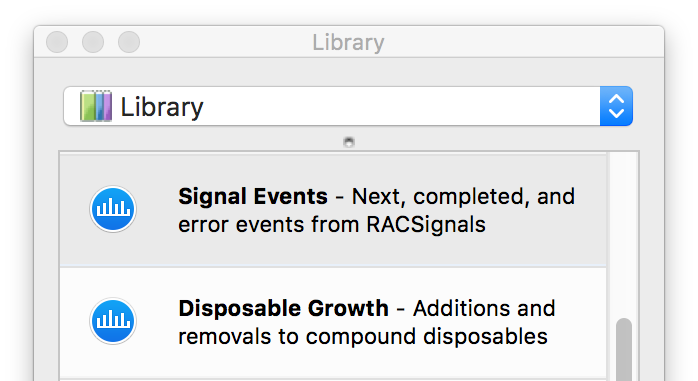 Library
Library
Signal Events - Next, completed, and
error events from RACSignals
Disposable Growth - Additions and
removals to compound disposables